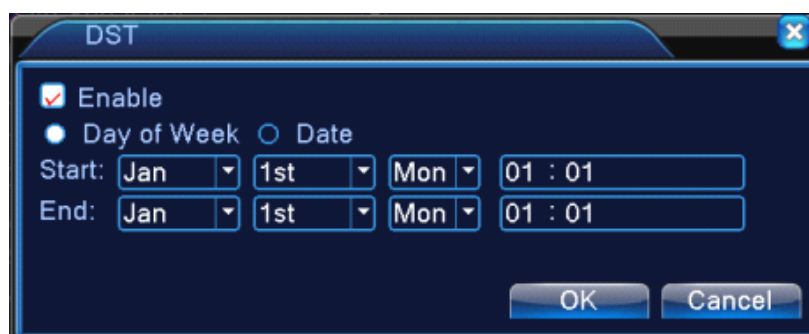 DST
Enable
Day of Week Date
Start: Jan 1st Mon 01 : 01
End: Jan 1st Mon 01 : 01
OK Cancel